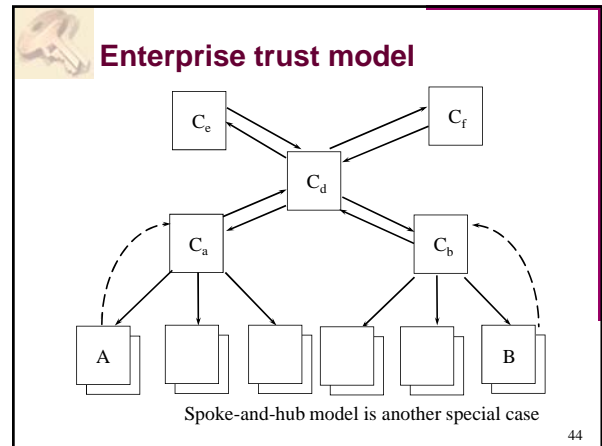 Enterprise trust model
Ce
Cf
Cd
Ca
Cb
A
B
Spoke-and-hub model is another special case
44